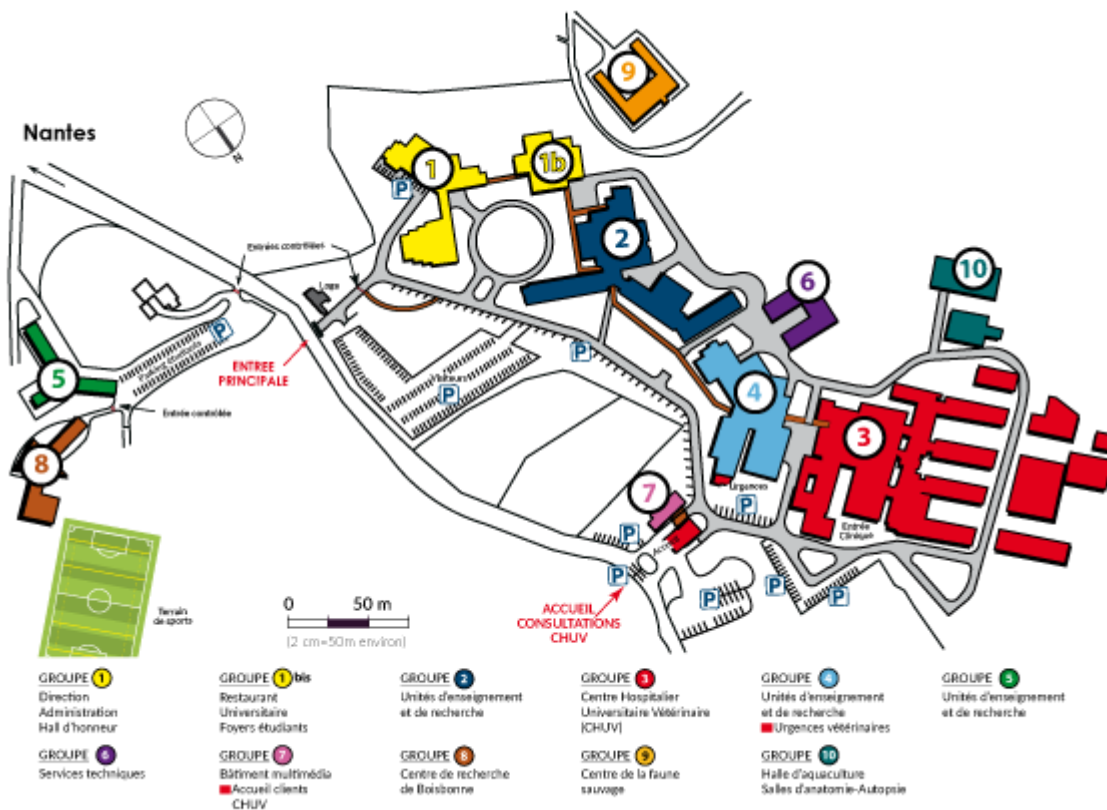 9
Nantes
N
1
1b
P
2
Entrées contrôlées
6
10
Loge
P
Parking étudiants
ENTREE
PRINCIPALE
P
5
Visiteurs
P
4
Entrée contrôlée
3
8
7
Urgences
P
Entrée
Clinique
P
Accueil
P
P
P
P
ACCUEIL
CONSULTATIONS
CHUV
Terrain
de sports
0 50 m
(2 cm=50m environ)
GROUPE 1
Direction
Administration
Hall d'honneur
GROUPE 1 bis
Restaurant
Universitaire
Foyers étudiants
GROUPE 2
Unités d'enseignement
et de recherche
GROUPE 3
Centre Hospitalier
Universitaire Vétérinaire
(CHUV)
GROUPE 4
Unités d'enseignement
et de recherche
Urgences vétérinaires
GROUPE 5
Unités d'enseignement
et de recherche
GROUPE 6
Services techniques
GROUPE 7
Bâtiment multimédia
Accueil clients
CHUV
GROUPE 8
Centre de recherche
de Boisbonne
GROUPE 9
Centre de la faune
sauvage
GROUPE 10
Halle d'aquaculture
Salles d'anatomie-Autopsie